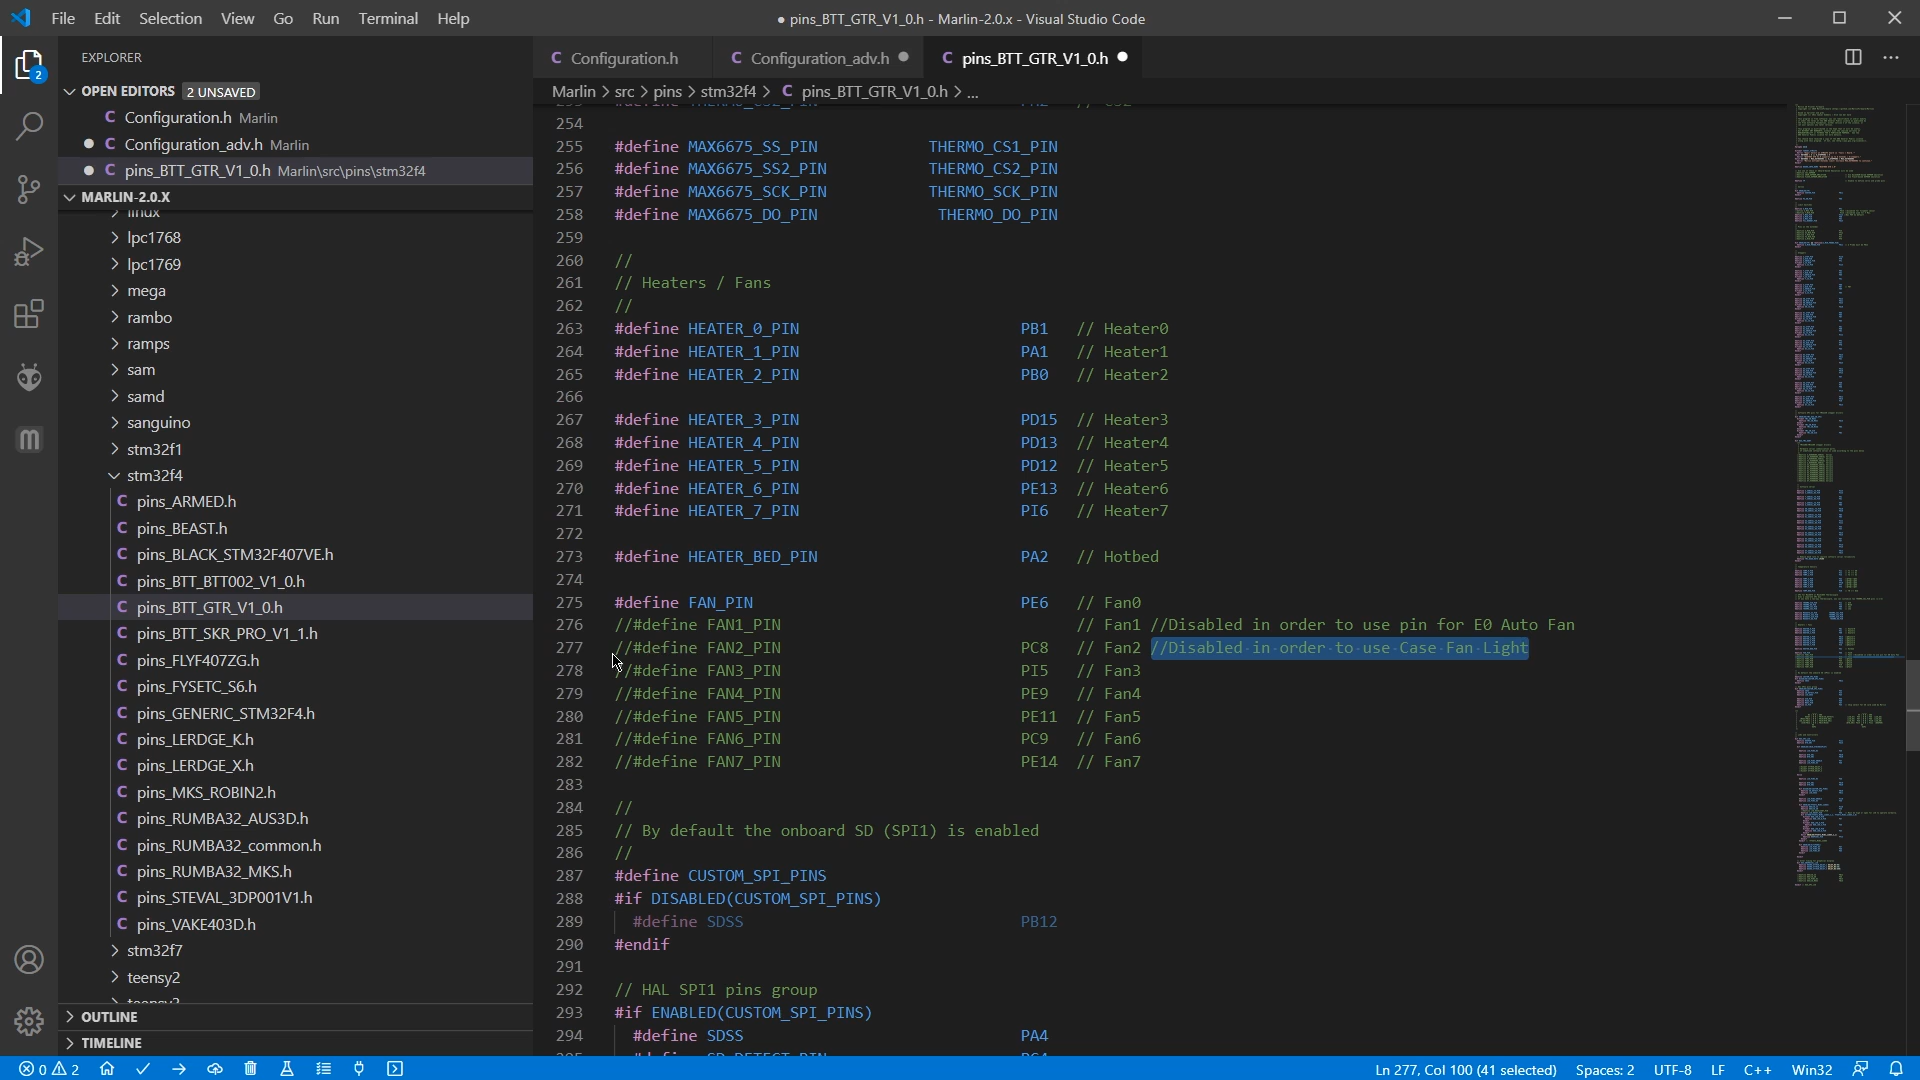 File Edit Selection View Go Run Terminal Help
● pins_BTT_GTR_V1_0.h - Marlin-2.0.x - Visual Studio Code
EXPLORER
2
OPEN EDITORS 2 UNSAVED
C Configuration.h Marlin
● C Configuration_adv.h Marlin
● C pins_BTT_GTR_V1_0.h Marlin\src\pins\stm32f4
MARLIN-2.0.X
linux
lpc1768
lpc1769
mega
rambo
ramps
sam
samd
sanguino
stm32f1
stm32f4
C pins_ARMED.h
C pins_BEAST.h
C pins_BLACK_STM32F407VE.h
C pins_BTT_BTT002_V1_0.h
C pins_BTT_GTR_V1_0.h
C pins_BTT_SKR_PRO_V1_1.h
C pins_FLYF407ZG.h
C pins_FYSETC_S6.h
C pins_GENERIC_STM32F4.h
C pins_LERDGE_K.h
C pins_LERDGE_X.h
C pins_MKS_ROBIN2.h
C pins_RUMBA32_AUS3D.h
C pins_RUMBA32_common.h
C pins_RUMBA32_MKS.h
C pins_STEVAL_3DP001V1.h
C pins_VAKE403D.h
stm32f7
teensy2
OUTLINE
TIMELINE
C Configuration.h C Configuration_adv.h ● C pins_BTT_GTR_V1_0.h ●
Marlin > src > pins > stm32f4 > C pins_BTT_GTR_V1_0.h > ...
254
255 #define MAX6675_SS_PIN THERMO_CS1_PIN
256 #define MAX6675_SS2_PIN THERMO_CS2_PIN
257 #define MAX6675_SCK_PIN THERMO_SCK_PIN
258 #define MAX6675_DO_PIN THERMO_DO_PIN
259
260 //
261 // Heaters / Fans
262 //
263 #define HEATER_0_PIN PB1 // Heater0
264 #define HEATER_1_PIN PA1 // Heater1
265 #define HEATER_2_PIN PB0 // Heater2
266
267 #define HEATER_3_PIN PD15 // Heater3
268 #define HEATER_4_PIN PD13 // Heater4
269 #define HEATER_5_PIN PD12 // Heater5
270 #define HEATER_6_PIN PE13 // Heater6
271 #define HEATER_7_PIN PI6 // Heater7
272
273 #define HEATER_BED_PIN PA2 // Hotbed
274
275 #define FAN_PIN PE6 // Fan0
276 //#define FAN1_PIN // Fan1 //Disabled in order to use pin for E0 Auto Fan
277 //#define FAN2_PIN PC8 // Fan2 //Disabled in order to use Case Fan Light
278 //#define FAN3_PIN PI5 // Fan3
279 //#define FAN4_PIN PE9 // Fan4
280 //#define FAN5_PIN PE11 // Fan5
281 //#define FAN6_PIN PC9 // Fan6
282 //#define FAN7_PIN PE14 // Fan7
283
284 //
285 // By default the onboard SD (SPI1) is enabled
286 //
287 #define CUSTOM_SPI_PINS
288 #if DISABLED(CUSTOM_SPI_PINS)
289 #define SDSS PB12
290 #endif
291
292 // HAL SPI1 pins group
293 #if ENABLED(CUSTOM_SPI_PINS)
294 #define SDSS PA4
0 2
Ln 277, Col 100 (41 selected) Spaces: 2 UTF-8 LF C++ Win32